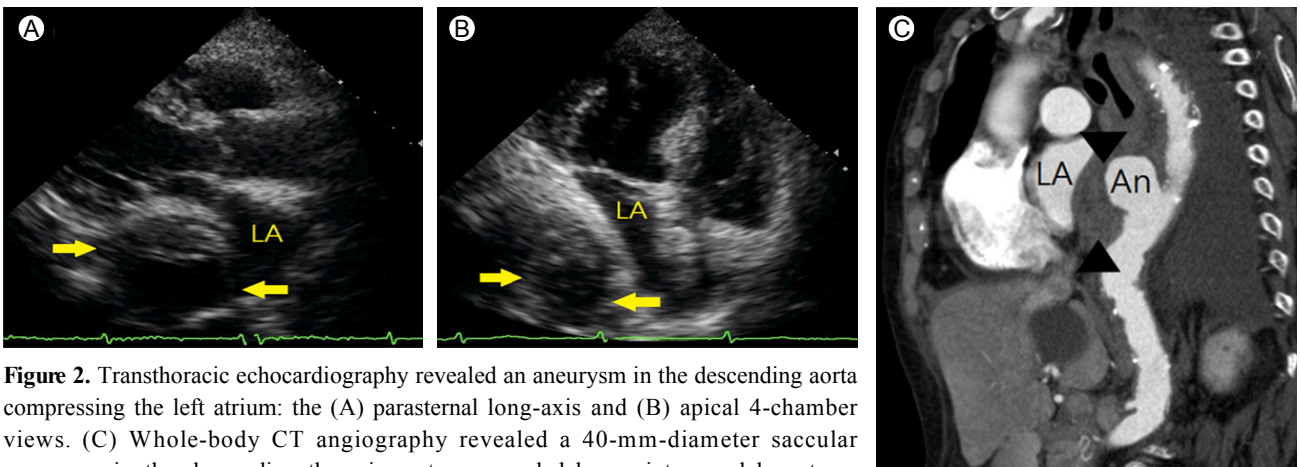 A
LA
B
LA
C
LA
An
Figure 2. Transthoracic echocardiography revealed an aneurysm in the descending aorta
compressing the left atrium: the (A) parasternal long-axis and (B) apical 4-chamber
views. (C) Whole-body CT angiography revealed a 40-mm-diameter saccular